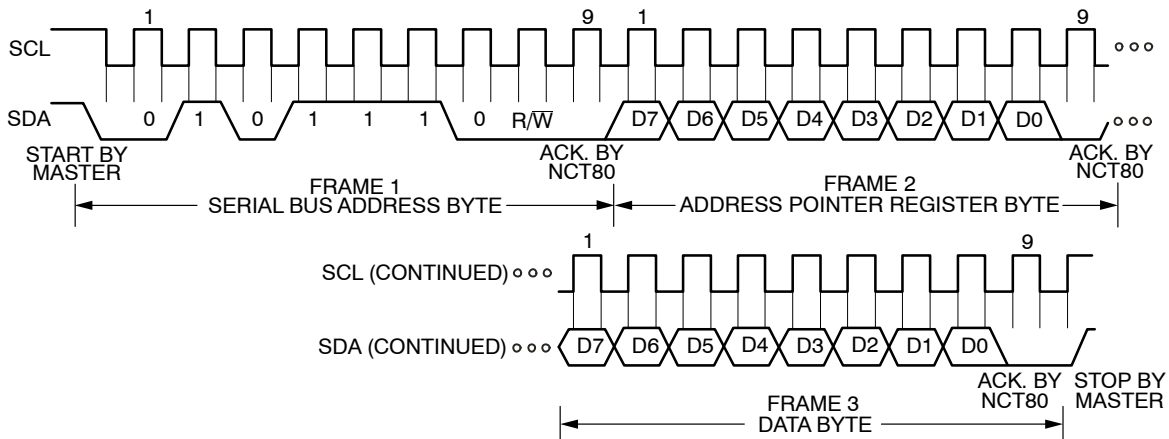 1 9 1 9
SCL
SDA
0 1 0 1 1 1 0 R/W̅ D7 D6 D5 D4 D3 D2 D1 D0
START BY MASTER
ACK. BY NCT80
ACK. BY NCT80
FRAME 1
SERIAL BUS ADDRESS BYTE
FRAME 2
ADDRESS POINTER REGISTER BYTE
1 9
SCL (CONTINUED)
SDA (CONTINUED)
D7 D6 D5 D4 D3 D2 D1 D0
ACK. BY NCT80
STOP BY MASTER
FRAME 3
DATA BYTE